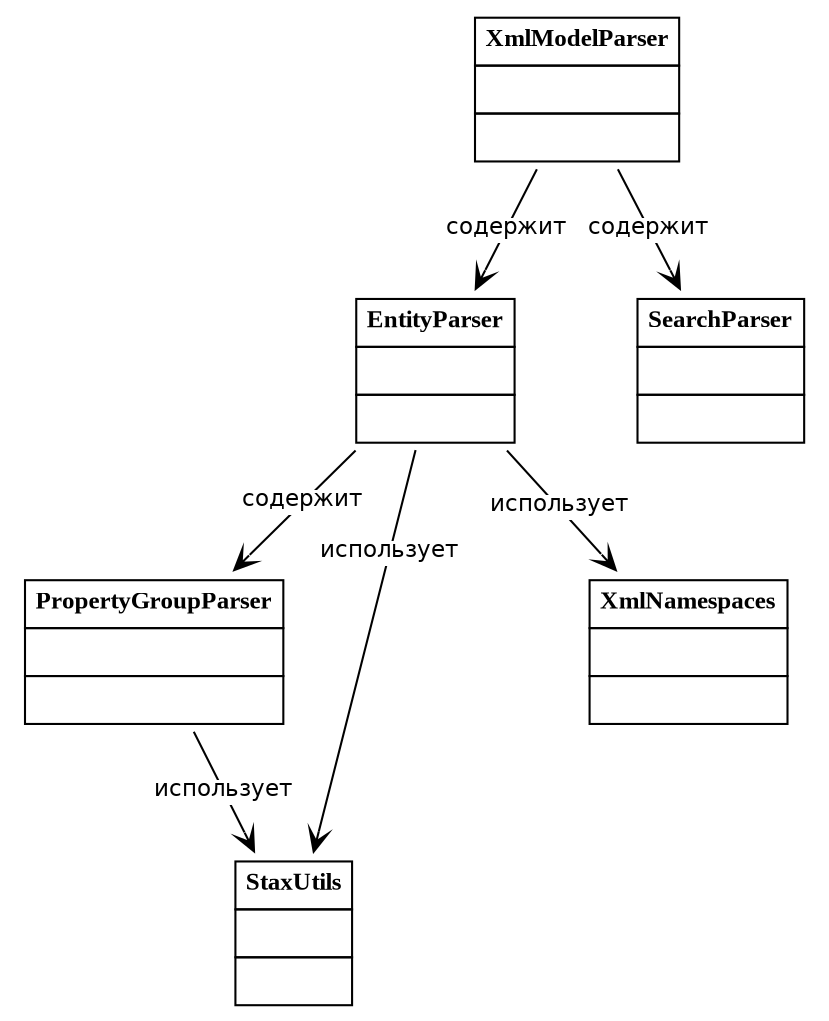 XmlModelParser
содержит
содержит
EntityParser
SearchParser
содержит
использует
использует
PropertyGroupParser
XmlNamespaces
использует
StaxUtils